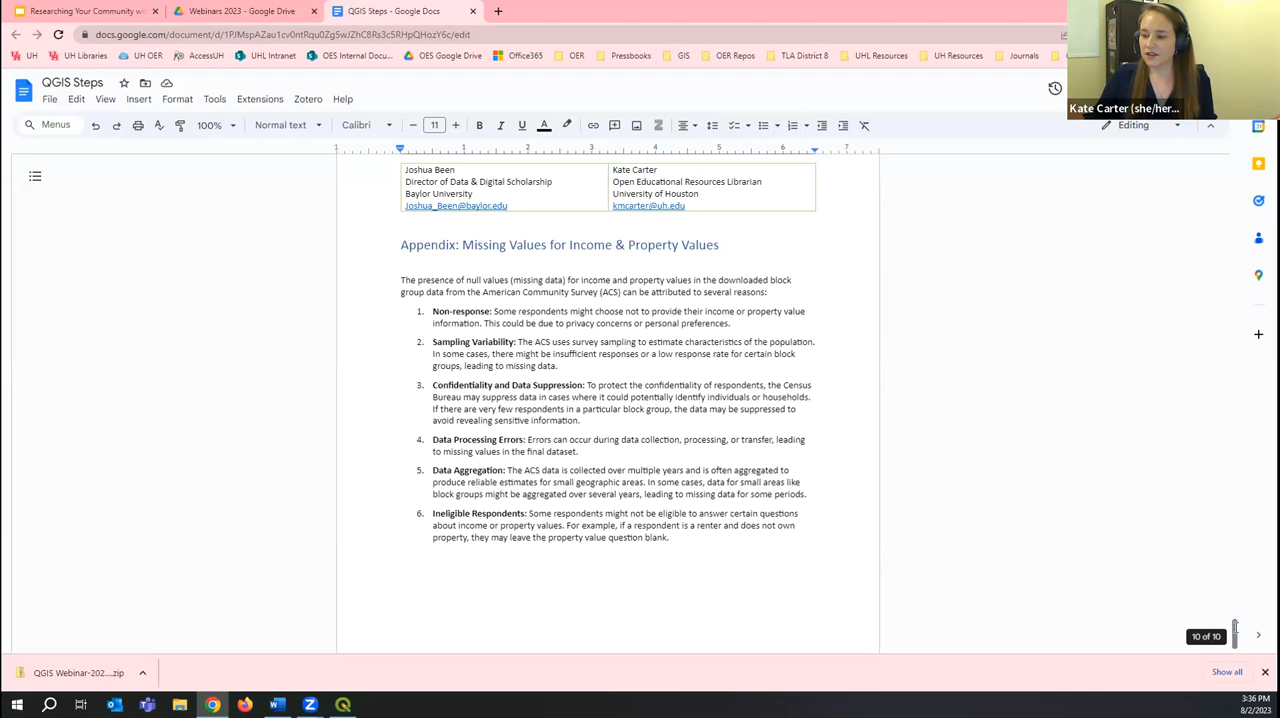 Researching Your Community wi
Webinars 2023 - Google Drive
QGIS Steps - Google Docs
docs.google.com/document/d/1PJMspAZau1cv0ntRqu0Zg5wJZhC8Rs3c5RHpQHozY6c/edit
UH
UH Libraries
UH OER
AccessUH
UHL Intranet
OES Internal Docu...
OES Google Drive
Office365
OER
Pressbooks
GIS
OER Repos
TLA District 8
UHL Resources
UH Resources
Journals
QGIS Steps
File Edit View Insert Format Tools Extensions Zotero Help
Menus 100% Normal text Calibri 11 Editing
Kate Carter (she/her...
1 1 2 3 4 5 6 7
Joshua Been
Director of Data & Digital Scholarship
Baylor University
Joshua_Been@baylor.edu
Kate Carter
Open Educational Resources Librarian
University of Houston
kmcarter@uh.edu
Appendix: Missing Values for Income & Property Values
The presence of null values (missing data) for income and property values in the downloaded block
group data from the American Community Survey (ACS) can be attributed to several reasons:
1. Non-response: Some respondents might choose not to provide their income or property value
information. This could be due to privacy concerns or personal preferences.
2. Sampling Variability: The ACS uses survey sampling to estimate characteristics of the population.
In some cases, there might be insufficient responses or a low response rate for certain block
groups, leading to missing data.
3. Confidentiality and Data Suppression: To protect the confidentiality of respondents, the Census
Bureau may suppress data in cases where it could potentially identify individuals or households.
If there are very few respondents in a particular block group, the data may be suppressed to
avoid revealing sensitive information.
4. Data Processing Errors: Errors can occur during data collection, processing, or transfer, leading
to missing values in the final dataset.
5. Data Aggregation: The ACS data is collected over multiple years and is often aggregated to
produce reliable estimates for small geographic areas. In some cases, data for small areas like
block groups might be aggregated over several years, leading to missing data for some periods.
6. Ineligible Respondents: Some respondents might not be eligible to answer certain questions
about income or property values. For example, if a respondent is a renter and does not own
property, they may leave the property value question blank.
10 of 10
QGIS Webinar-202....zip
Show all
3:36 PM
8/2/2023